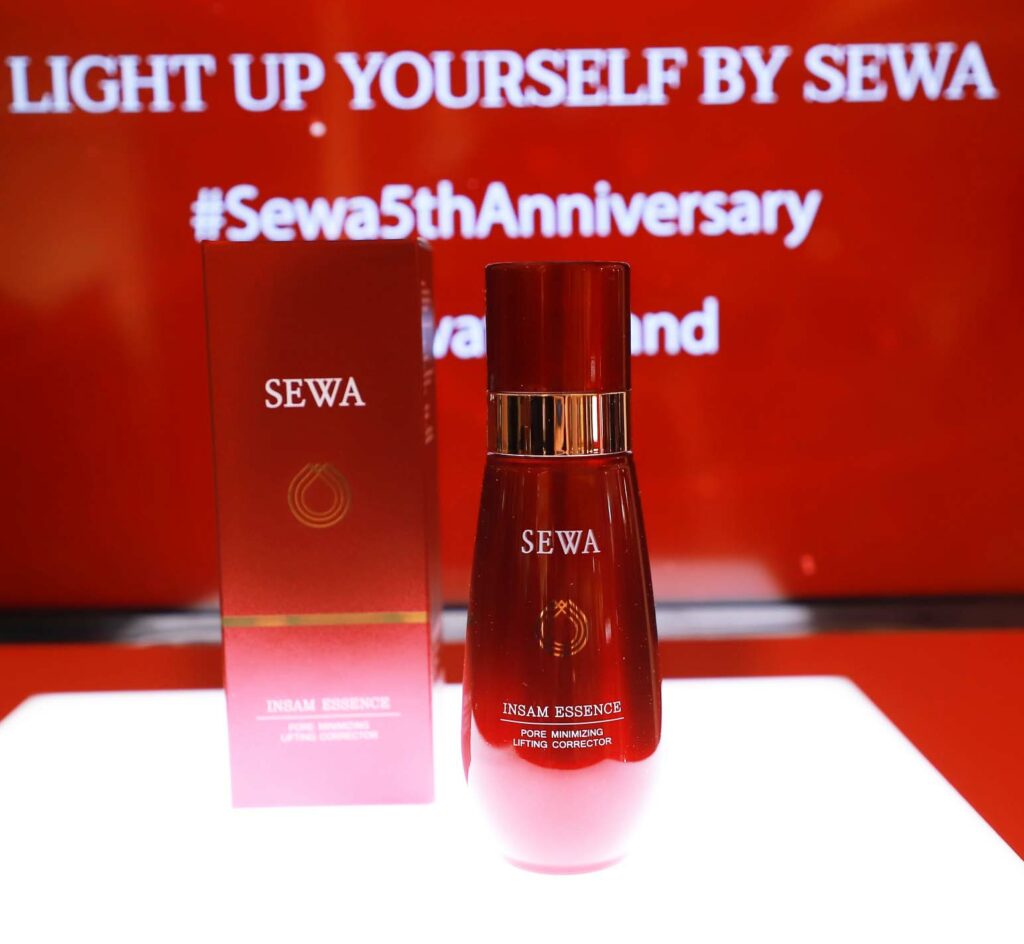 LIGHT UP YOURSELF BY SEWA
#Sewa5thAnniversary
SEWA
INSAM ESSENCE
PORE MINIMIZING
LIFTING CORRECTOR
SEWA
INSAM ESSENCE
PORE MINIMIZING
LIFTING CORRECTOR